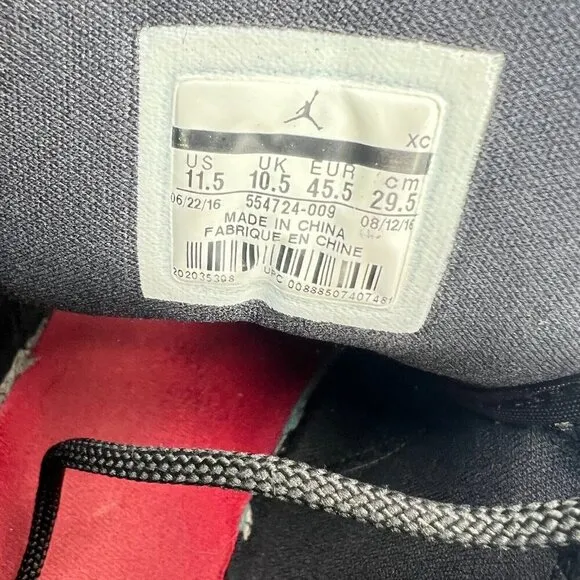 XC
US UK EUR cm
11.5 10.5 45.5 29.5
06/22/16 554724-009 08/12/16
MADE IN CHINA
FABRIQUE EN CHINE
UPC 00888507407481